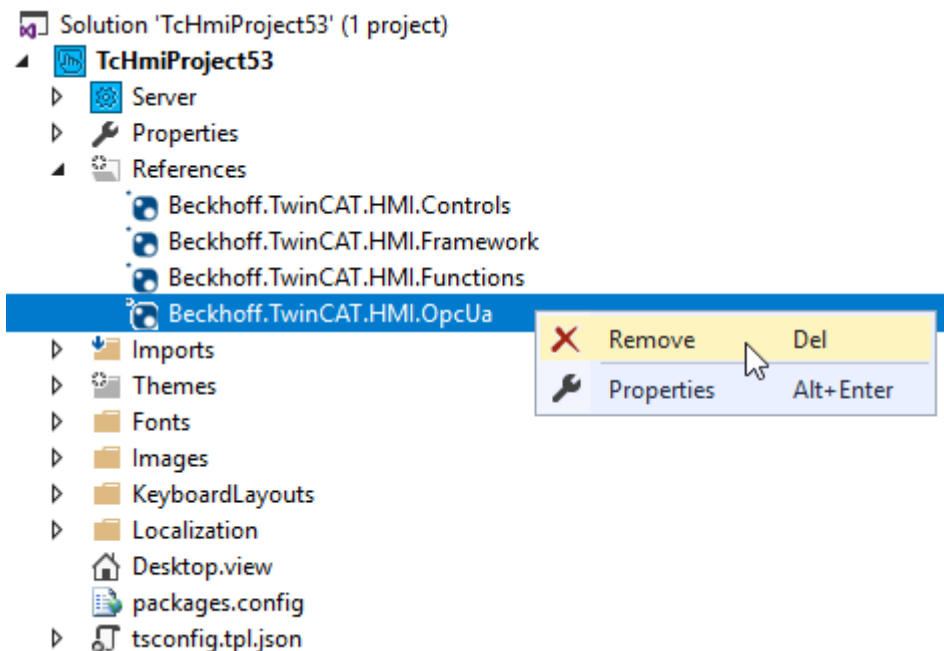 Solution 'TcHmiProject53' (1 project)
TcHmiProject53
Server
Properties
References
Beckhoff.TwinCAT.HMI.Controls
Beckhoff.TwinCAT.HMI.Framework
Beckhoff.TwinCAT.HMI.Functions
Beckhoff.TwinCAT.HMI.OpcUa
Remove Del
Properties Alt+Enter
Imports
Themes
Fonts
Images
KeyboardLayouts
Localization
Desktop.view
packages.config
tsconfig.tpl.json